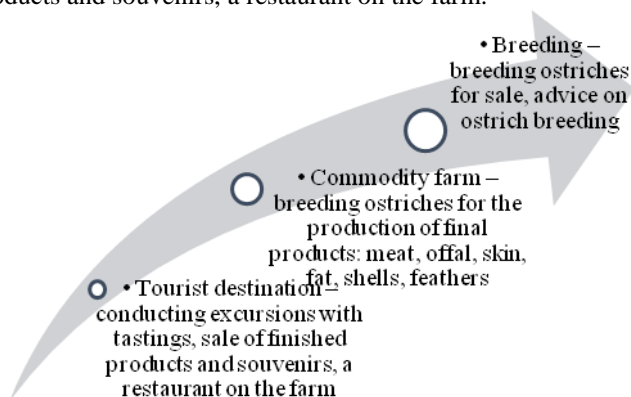 oducts and souvenirs, a restaurant on the farm.
• Breeding –
breeding ostriches
for sale, advice on
ostrich breeding
• Commodity farm –
breeding ostriches for the
production of final
products: meat, offal, skin,
fat, shells, feathers
• Tourist destination –
conducting excursions with
tastings, sale of finished
products and souvenirs, a
restaurant on the farm